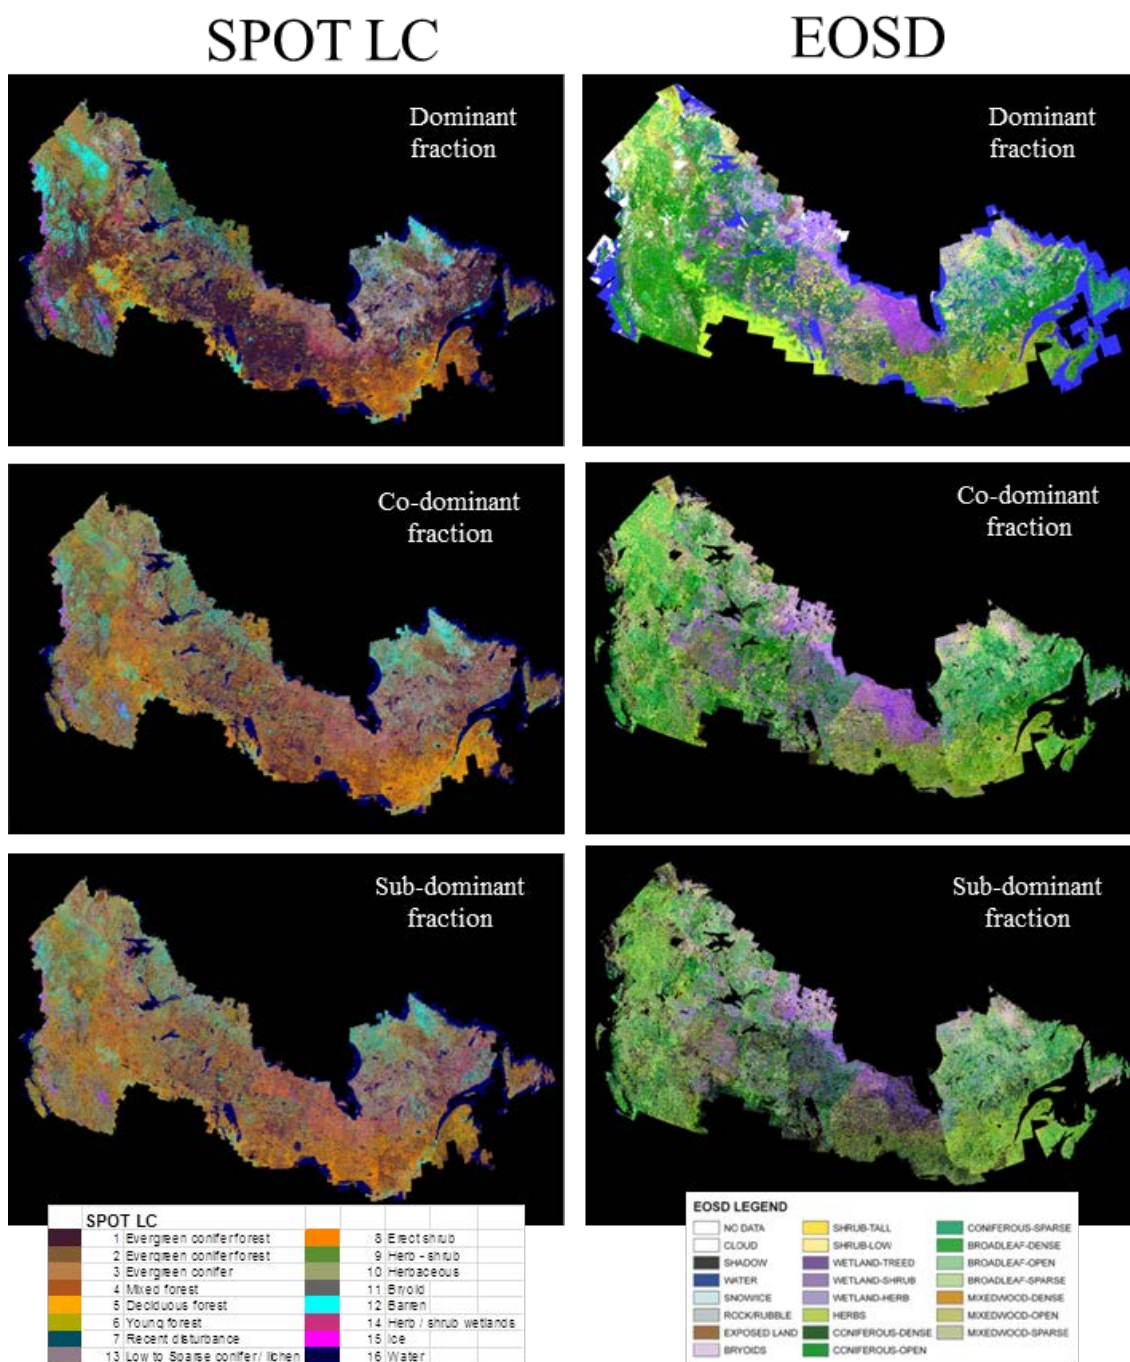 SPOT LC
EOSD
Dominant
fraction
Dominant
fraction
Co-dominant
fraction
Co-dominant
fraction
Sub-dominant
fraction
Sub-dominant
fraction
SPOT LC
1 Evergreen conifer forest
2 Evergreen conifer forest
3 Evergreen conifer
4 Mixed forest
5 Deciduous forest
6 Young forest
7 Recent disturbance
13 Low to Sparse conifer / lichen
8 Erect shrub
9 Herb - shrub
10 Herbaceous
11 Bryoid
12 Barren
14 Herb / shrub wetlands
15 Ice
16 Water
EOSD LEGEND
NC DATA
CLOUD
SHADOW
WATER
SNOW/ICE
ROCK/RUBBLE
EXPOSED LAND
BRYOIDS
SHRUB-TALL
SHRUB-LOW
WETLAND-TREED
WETLAND-SHRUB
WETLAND-HERB
HERBS
CONIFEROUS-DENSE
CONIFEROUS-OPEN
CONIFEROUS-SPARSE
BROADLEAF-DENSE
BROADLEAF-OPEN
BROADLEAF-SPARSE
MIXEDWOOD-DENSE
MIXEDWOOD-OPEN
MIXEDWOOD-SPARSE